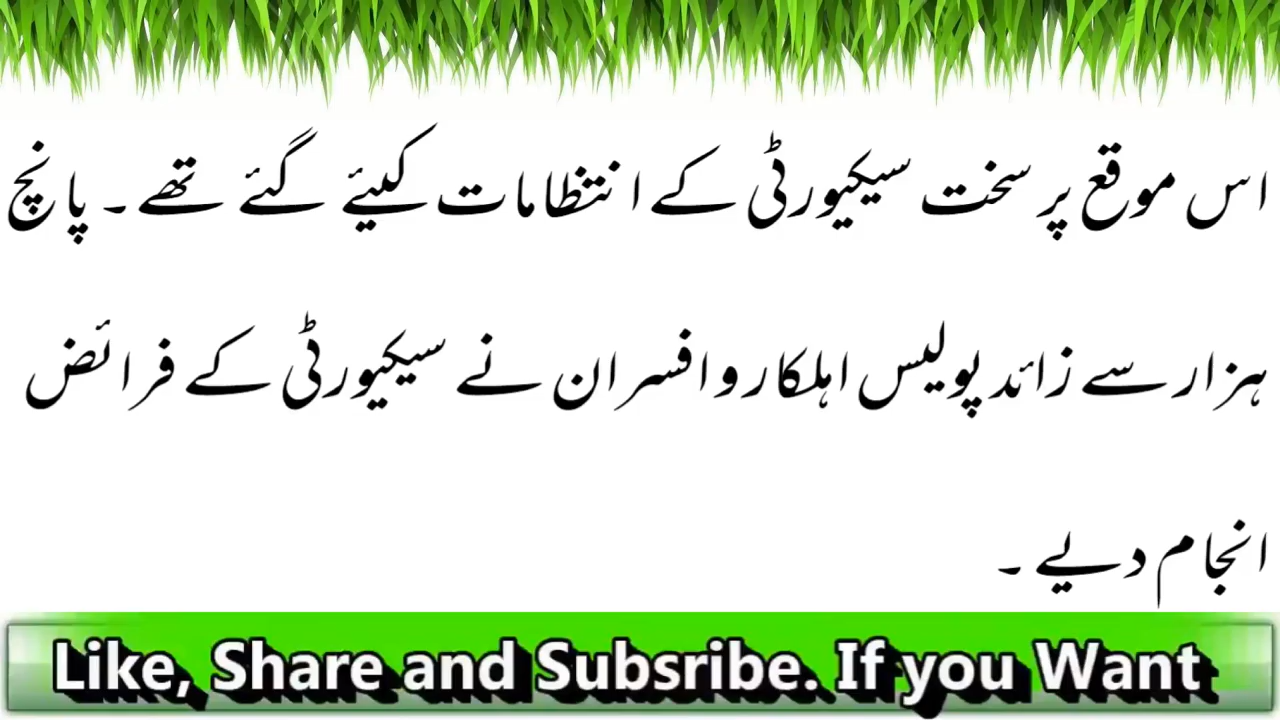 اس موقع پر سخت سیکیورٹی کے انتظامات کیئے گئے تھے۔ پانچ
ہزار سے زائد پولیس اہلکار و افسران نے سیکیورٹی کے فرائض
انجام دیے ۔
Like, Share and Subsribe. If you Want